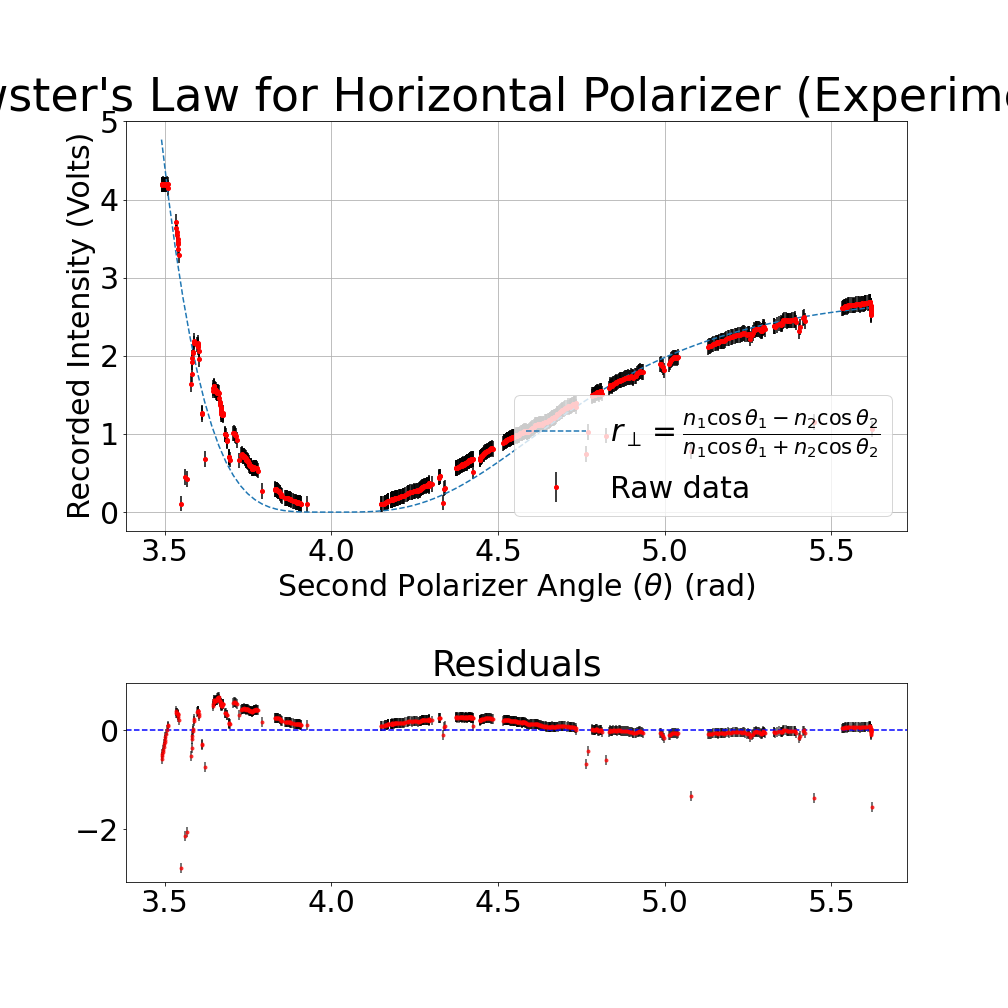 wster's Law for Horizontal Polarizer (Experime
Recorded Intensity (Volts)
5
4
3
2
1
0
r⊥ = (n₁cos θ₁ − n₂cos θ₂)/(n₁cos θ₁ + n₂cos θ₂)
Raw data
3.5 4.0 4.5 5.0 5.5
Second Polarizer Angle (θ) (rad)
Residuals
0
−2
3.5 4.0 4.5 5.0 5.5